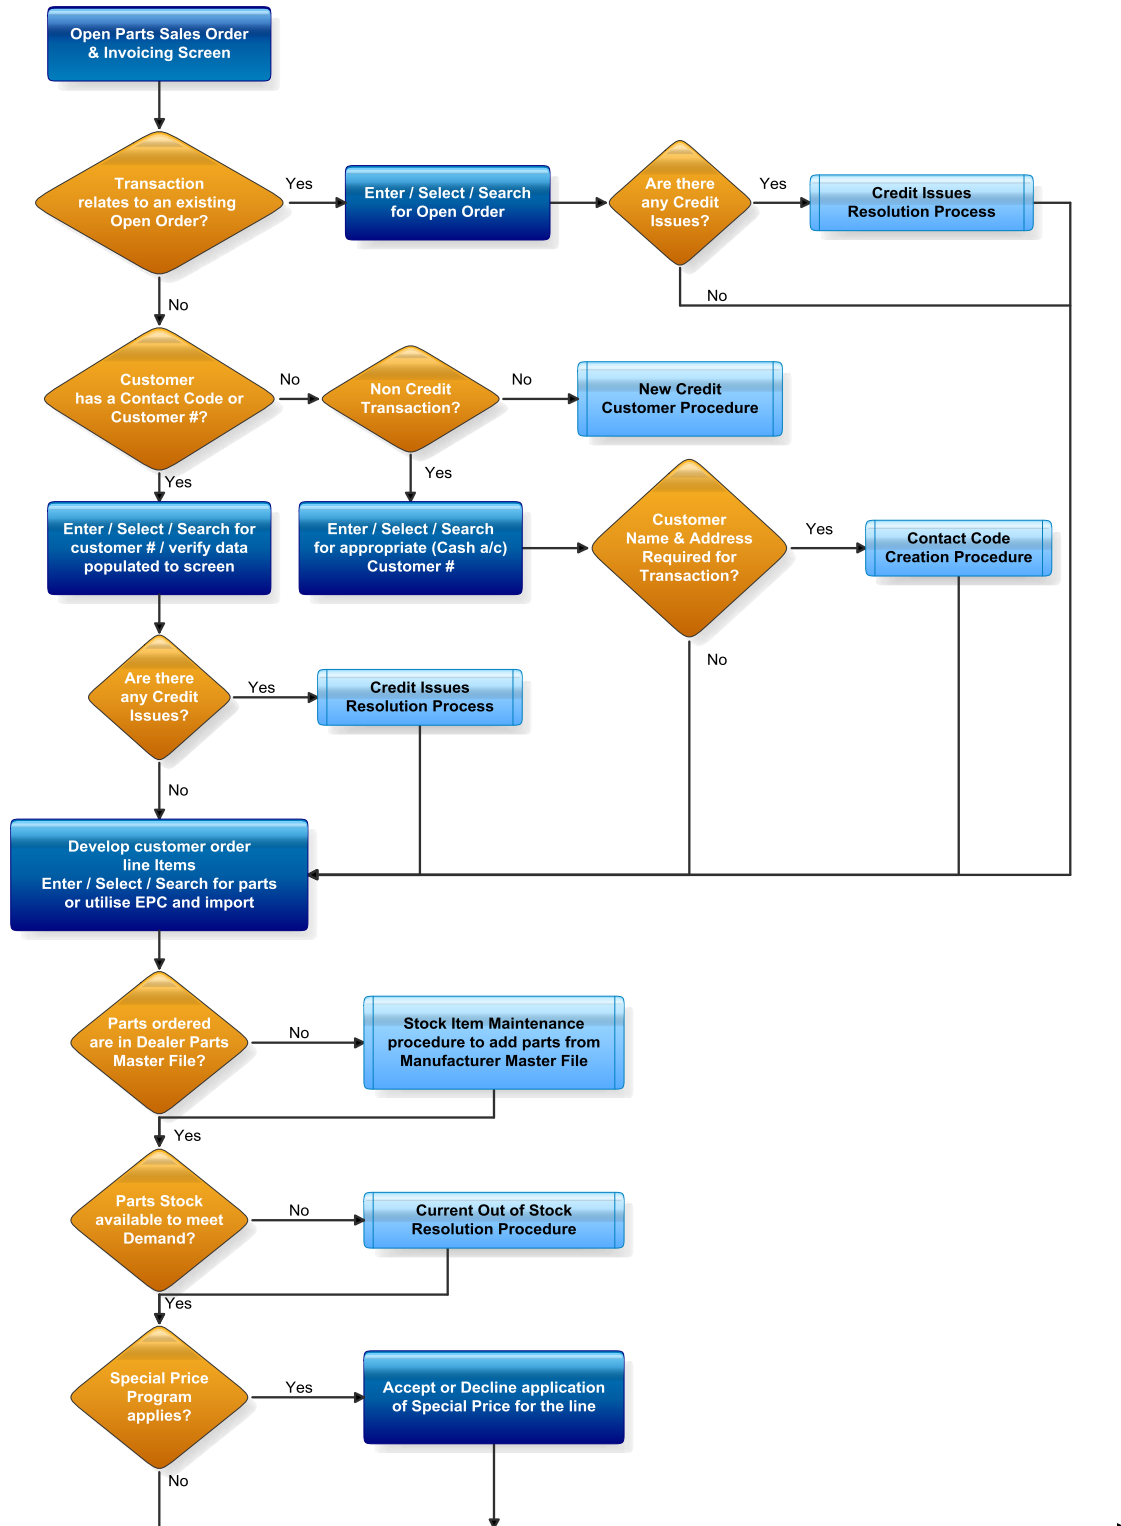 Open Parts Sales Order
& Invoicing Screen
Transaction
relates to an existing
Open Order?
Yes
Enter / Select / Search
for Open Order
Are there
any Credit
Issues?
Yes
Credit Issues
Resolution Process
No
No
Customer
has a Contact Code or
Customer #?
No
Non Credit
Transaction?
No
New Credit
Customer Procedure
Yes
Yes
Enter / Select / Search for
customer # / verify data
populated to screen
Enter / Select / Search
for appropriate (Cash a/c)
Customer #
Customer
Name & Address
Required for
Transaction?
Yes
Contact Code
Creation Procedure
No
Are there
any Credit
Issues?
Yes
Credit Issues
Resolution Process
No
Develop customer order
line Items
Enter / Select / Search for parts
or utilise EPC and import
Parts ordered
are in Dealer Parts
Master File?
No
Stock Item Maintenance
procedure to add parts from
Manufacturer Master File
Yes
Parts Stock
available to meet
Demand?
No
Current Out of Stock
Resolution Procedure
Yes
Special Price
Program
applies?
Yes
Accept or Decline application
of Special Price for the line
No